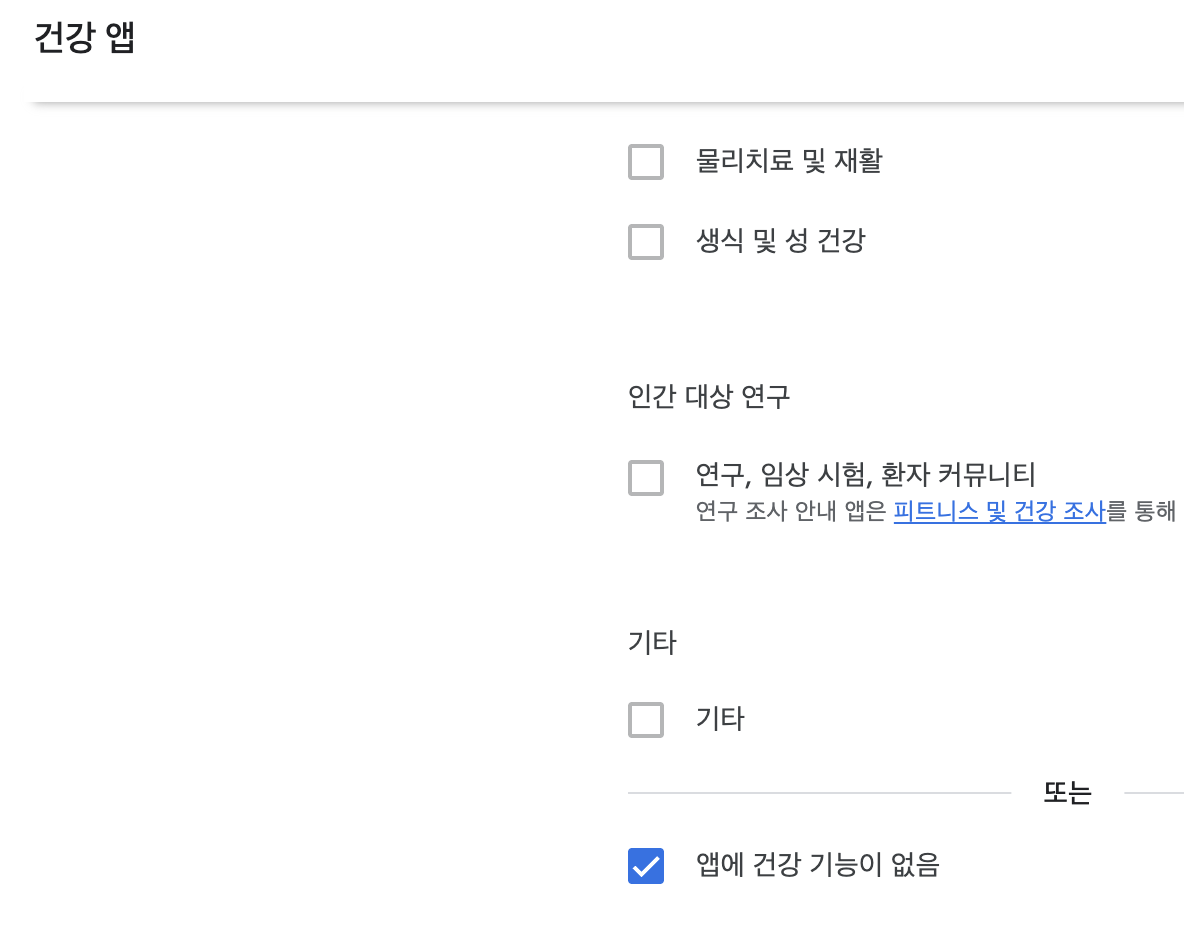 건강 앱
물리치료 및 재활
생식 및 성 건강
인간 대상 연구
연구, 임상 시험, 환자 커뮤니티
연구 조사 안내 앱은 피트니스 및 건강 조사를 통해
기타
기타
또는
앱에 건강 기능이 없음